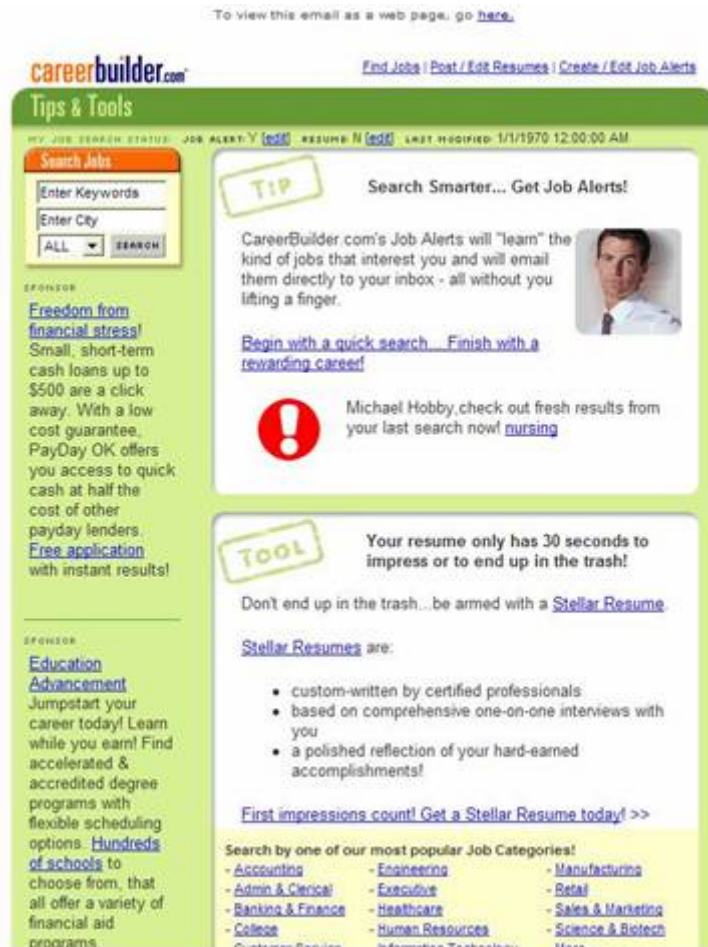 To view this email as a web page, go here.
careerbuilder.com
Find Jobs | Post / Edit Resumes | Create / Edit Job Alerts
Tips & Tools
MY JOB SEARCH STATUS: JOB ALERT: Y [edit] RESUME: N [edit] LAST MODIFIED: 1/1/1970 12:00:00 AM
Search Jobs
Enter Keywords
Enter City
ALL SEARCH
SPONSOR
Freedom from
financial stress!
Small, short-term
cash loans up to
$500 are a click
away. With a low
cost guarantee,
PayDay OK offers
you access to quick
cash at half the
cost of other
payday lenders.
Free application
with instant results!
SPONSOR
Education
Advancement
Jumpstart your
career today! Learn
while you earn! Find
accelerated &
accredited degree
programs with
flexible scheduling
options. Hundreds
of schools to
choose from, that
all offer a variety of
financial aid
programs.
TIP
Search Smarter... Get Job Alerts!
CareerBuilder.com's Job Alerts will "learn" the
kind of jobs that interest you and will email
them directly to your inbox - all without you
lifting a finger.
Begin with a quick search... Finish with a
rewarding career!
Michael Hobby,check out fresh results from
your last search now! nursing
TOOL
Your resume only has 30 seconds to
impress or to end up in the trash!
Don't end up in the trash...be armed with a Stellar Resume.
Stellar Resumes are:
• custom-written by certified professionals
• based on comprehensive one-on-one interviews with
you
• a polished reflection of your hard-earned
accomplishments!
First impressions count! Get a Stellar Resume today! >>
Search by one of our most popular Job Categories!
- Accounting - Engineering - Manufacturing
- Admin & Clerical - Executive - Retail
- Banking & Finance - Healthcare - Sales & Marketing
- College - Human Resources - Science & Biotech
- Customer Service - Information Technology - More